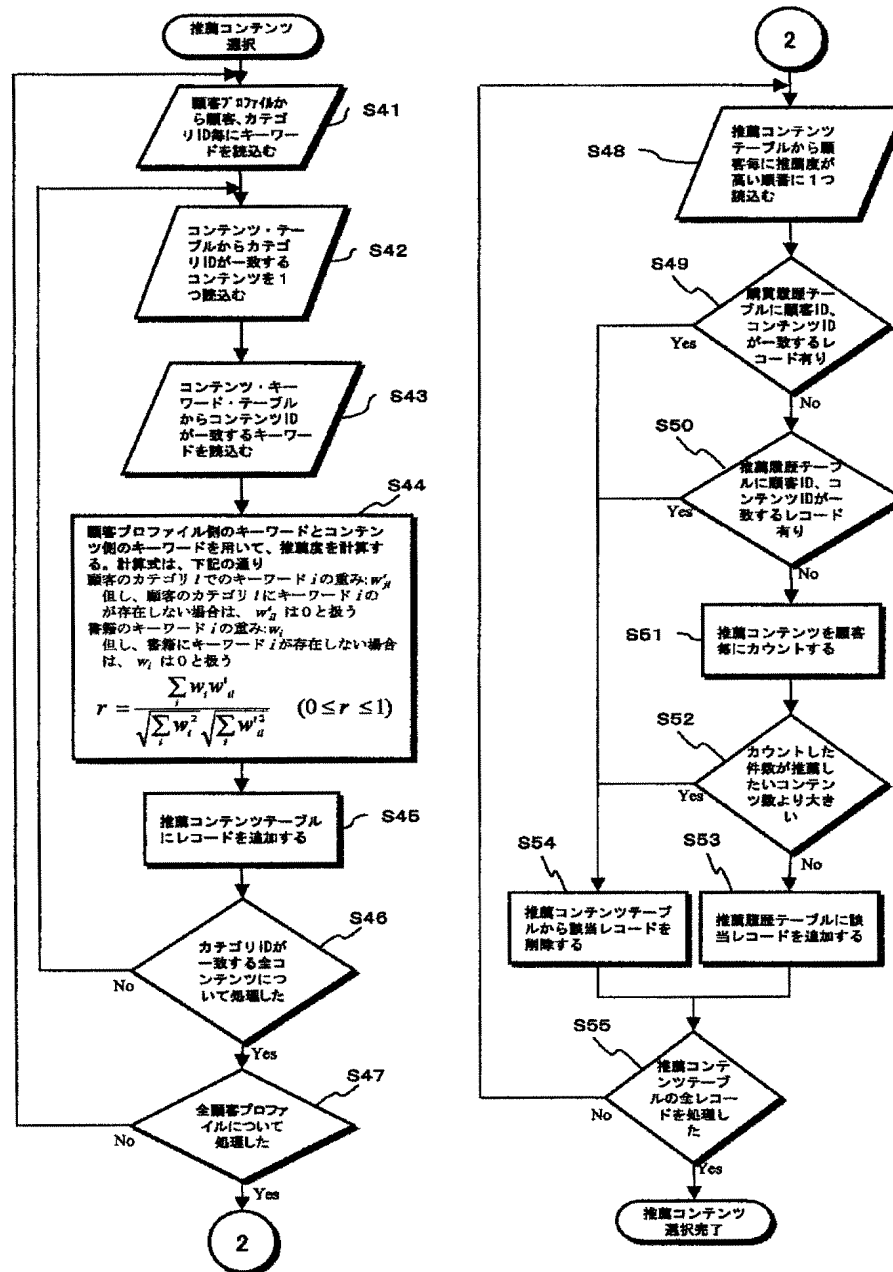 推薦コンテンツ
選択
顧客プロファイルか
ら顧客、カテゴ
リID毎にキーワード
を読込む
S41
コンテンツ・テー
ブルからカテゴ
リIDが一致する
コンテンツを1
つ読込む
S42
コンテンツ・キー
ワード・テーブル
からコンテンツID
が一致するキーワー
ドを読込む
S43
S44
顧客プロファイル側のキーワードとコンテン
ツ側のキーワードを用いて、推薦度を計算す
る。計算式は、下記の通り
顧客のカテゴリ l でのキーワード i の重み: w'_{il}
但し、顧客のカテゴリ l にキーワード i の
が存在しない場合は、 w'_{il} は0と扱う
書籍のキーワード i の重み: w_i
但し、書籍にキーワード i が存在しない場合
は、 w_i は0と扱う
r = \frac{\sum_i w_i w'_{il}}{\sqrt{\sum_i w_i^2} \sqrt{\sum_i w'^2_{il}}} (0 ≤ r ≤ 1)
推薦コンテンツテーブル
にレコードを追加する
S45
S46
カテゴリIDが
一致する全コ
ンテンツについ
て処理した
No
Yes
S47
全顧客プロファ
イルについて
処理した
No
Yes
2
2
S48
推薦コンテンツ
テーブルから顧
客毎に推薦度が
高い順番に1つ
読込む
S49
購買履歴テー
ブルに顧客ID、
コンテンツID
が一致するレ
コード有り
Yes
No
S50
推薦履歴テーブ
ルに顧客ID、コ
ンテンツIDが一
致するレコード
有り
Yes
No
S51
推薦コンテンツを顧客
毎にカウントする
S52
カウントした
件数が推薦し
たいコンテン
ツ数より大き
い
Yes
No
S54
推薦コンテンツテーブ
ルから該当レコードを
削除する
S53
推薦履歴テーブルに該
当レコードを追加する
S55
推薦コンテ
ンツテーブ
ルの全レコー
ドを処理し
た
No
Yes
推薦コンテンツ
選択完了